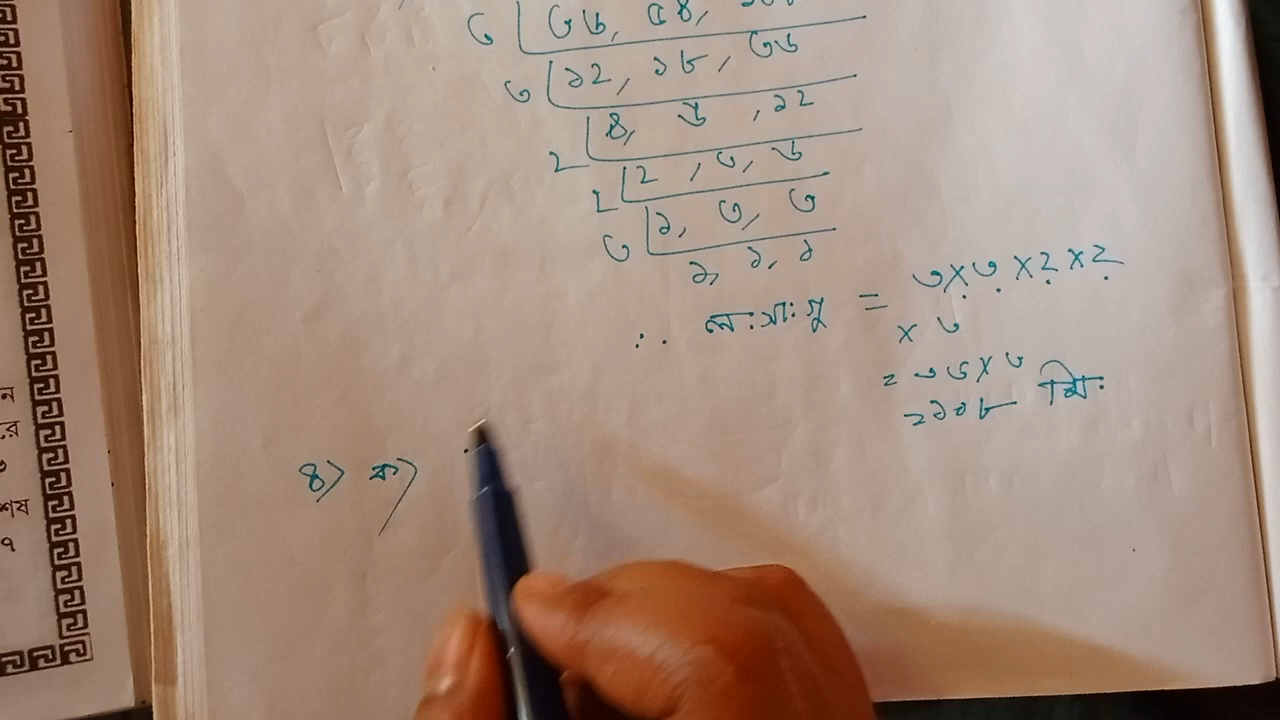 ৩ ৩৬, ৫৪,
৩ ১২, ১৮, ৩৬
২ ৪, ৬, ১২
২ ২, ৩, ৬
৩ ১, ৩, ৩
১, ১, ১
∴ ল:সা:গু = ৩×৩×২×২
× ৩
= ৩৬×৩
=১০৮ মি:
৪) ক)